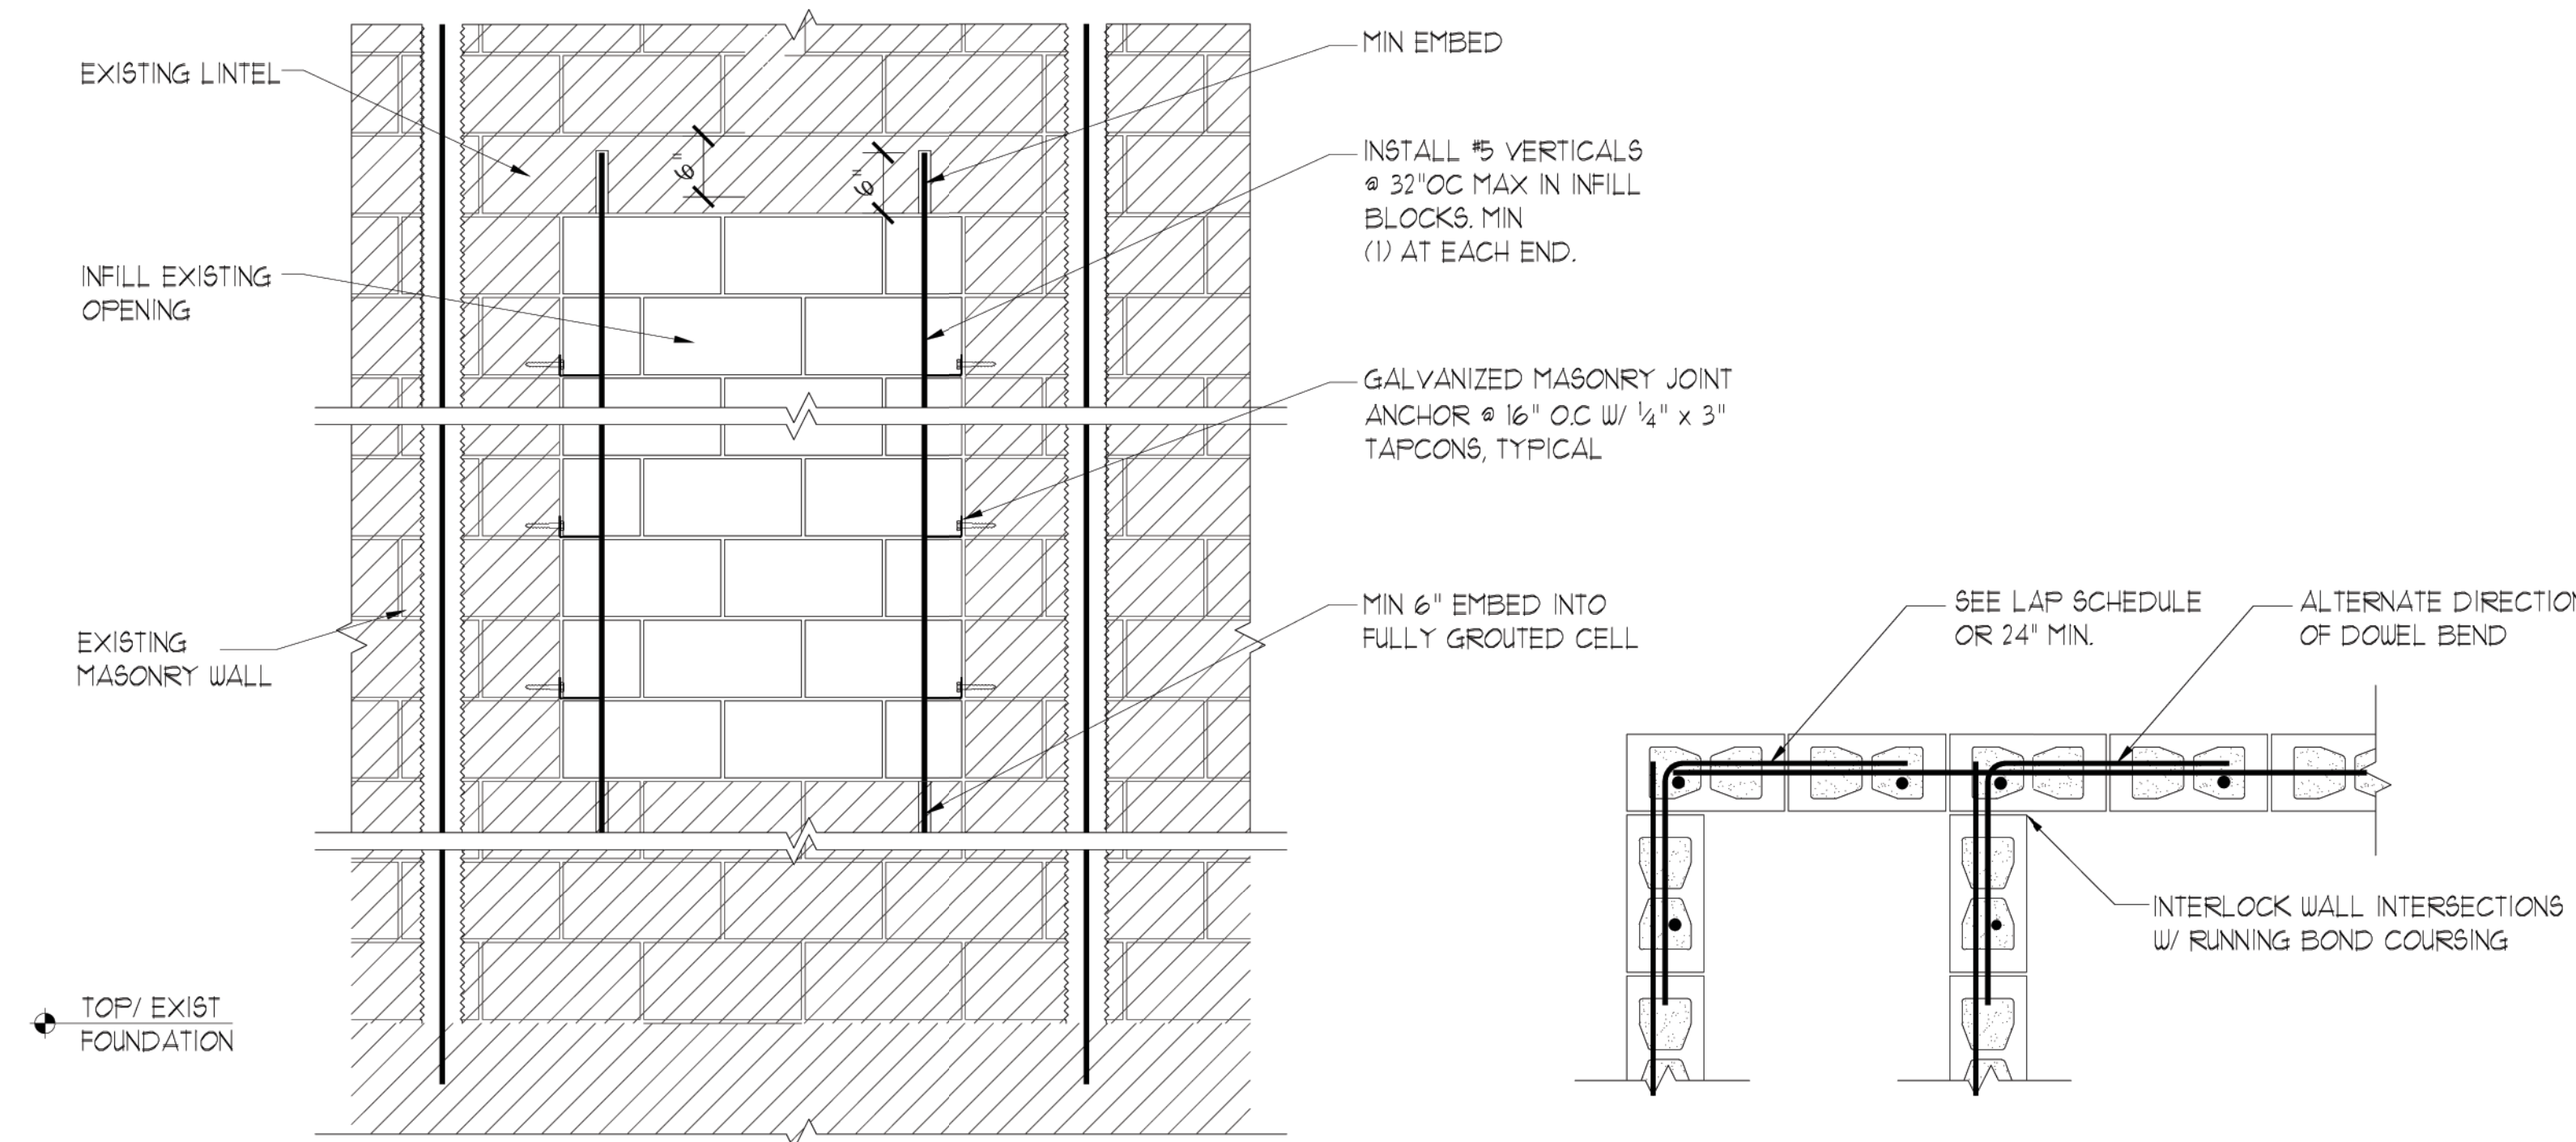 EXISTING LINTEL
INFILL EXISTING
OPENING
EXISTING
MASONRY WALL
TOP/ EXIST
FOUNDATION
6"
6"
MIN EMBED
INSTALL #5 VERTICALS
@ 32"OC MAX IN INFILL
BLOCKS. MIN
(1) AT EACH END.
GALVANIZED MASONRY JOINT
ANCHOR @ 16" O.C W/ 1/4" x 3"
TAPCONS, TYPICAL
MIN 6" EMBED INTO
FULLY GROUTED CELL
SEE LAP SCHEDULE
OR 24" MIN.
ALTERNATE DIRECTION
OF DOWEL BEND
INTERLOCK WALL INTERSECTIONS
W/ RUNNING BOND COURSING